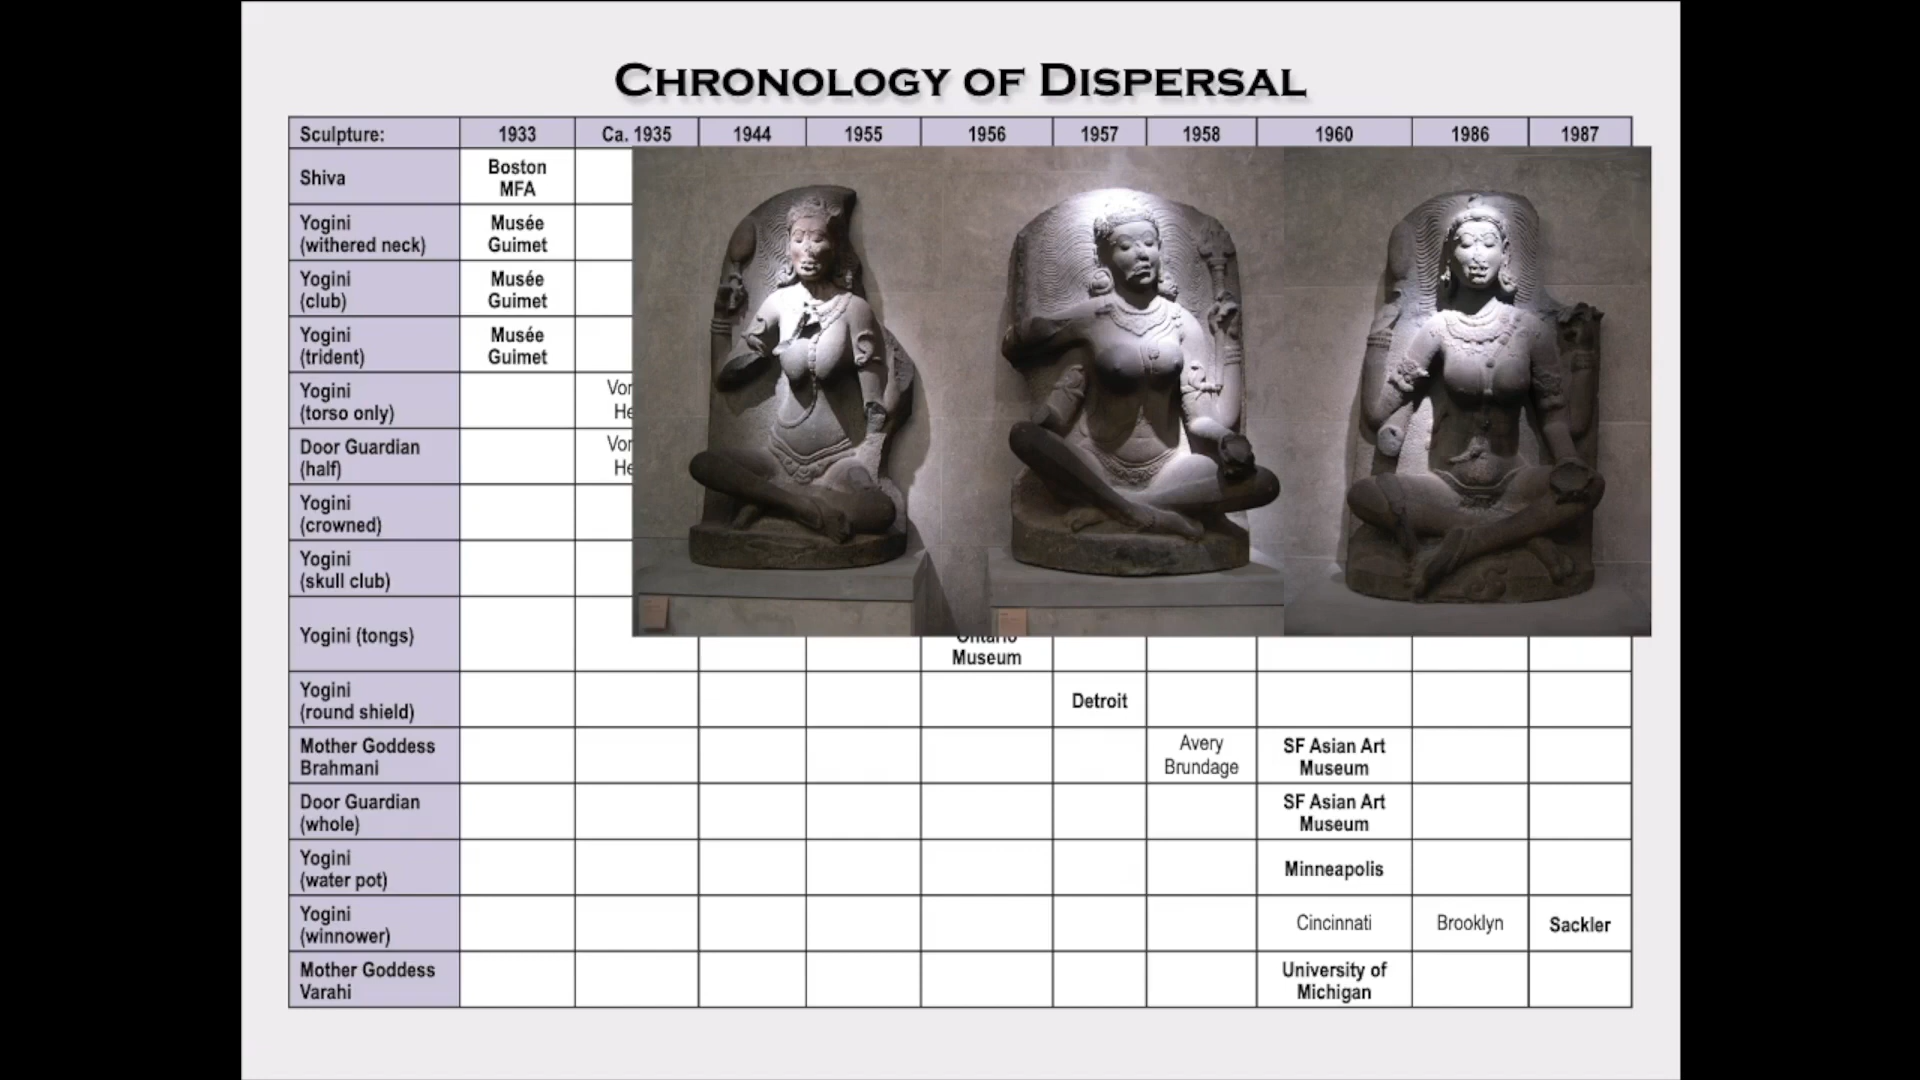 CHRONOLOGY OF DISPERSAL
Sculpture: 1933 Ca. 1935 1944 1955 1956 1957 1958 1960 1986 1987
Shiva
Boston
MFA
Yogini
(withered neck)
Musée
Guimet
Yogini
(club)
Musée
Guimet
Yogini
(trident)
Musée
Guimet
Yogini
(torso only)
Door Guardian
(half)
Yogini
(crowned)
Yogini
(skull club)
Yogini (tongs)
Ontario
Museum
Yogini
(round shield)
Detroit
Mother Goddess
Brahmani
Avery
Brundage
SF Asian Art
Museum
Door Guardian
(whole)
SF Asian Art
Museum
Yogini
(water pot)
Minneapolis
Yogini
(winnower)
Cincinnati
Brooklyn
Sackler
Mother Goddess
Varahi
University of
Michigan